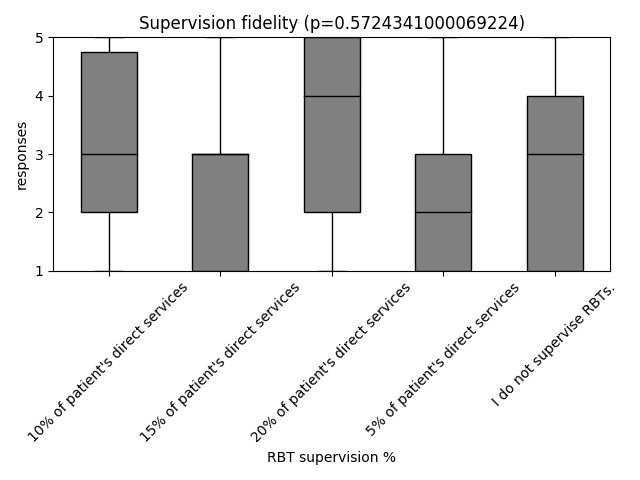 Supervision fidelity (p=0.5724341000069224)
5
4
3
2
1
responses
10% of patient's direct services
15% of patient's direct services
20% of patient's direct services
5% of patient's direct services
I do not supervise RBTs.
RBT supervision %